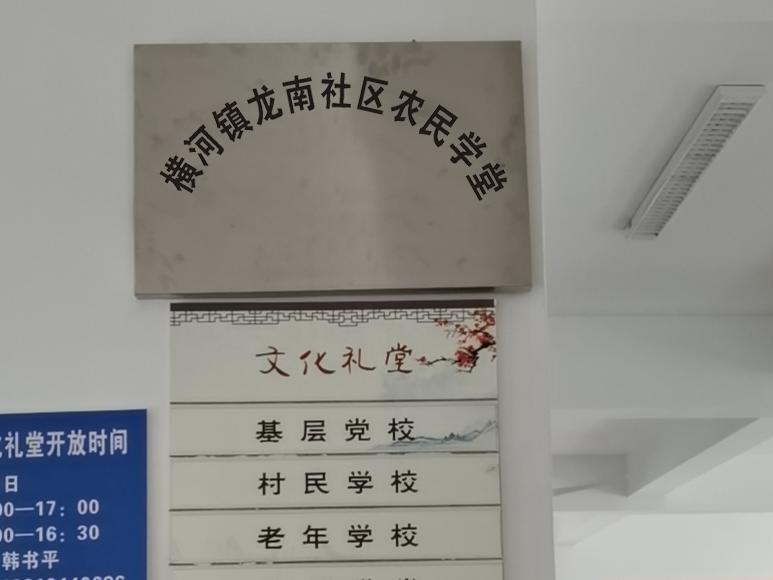 横河镇龙南社区农民学堂
文化礼堂
基层党校
村民学校
老年学校
礼堂开放时间
日
00—17：00
00—16：30
韩书平